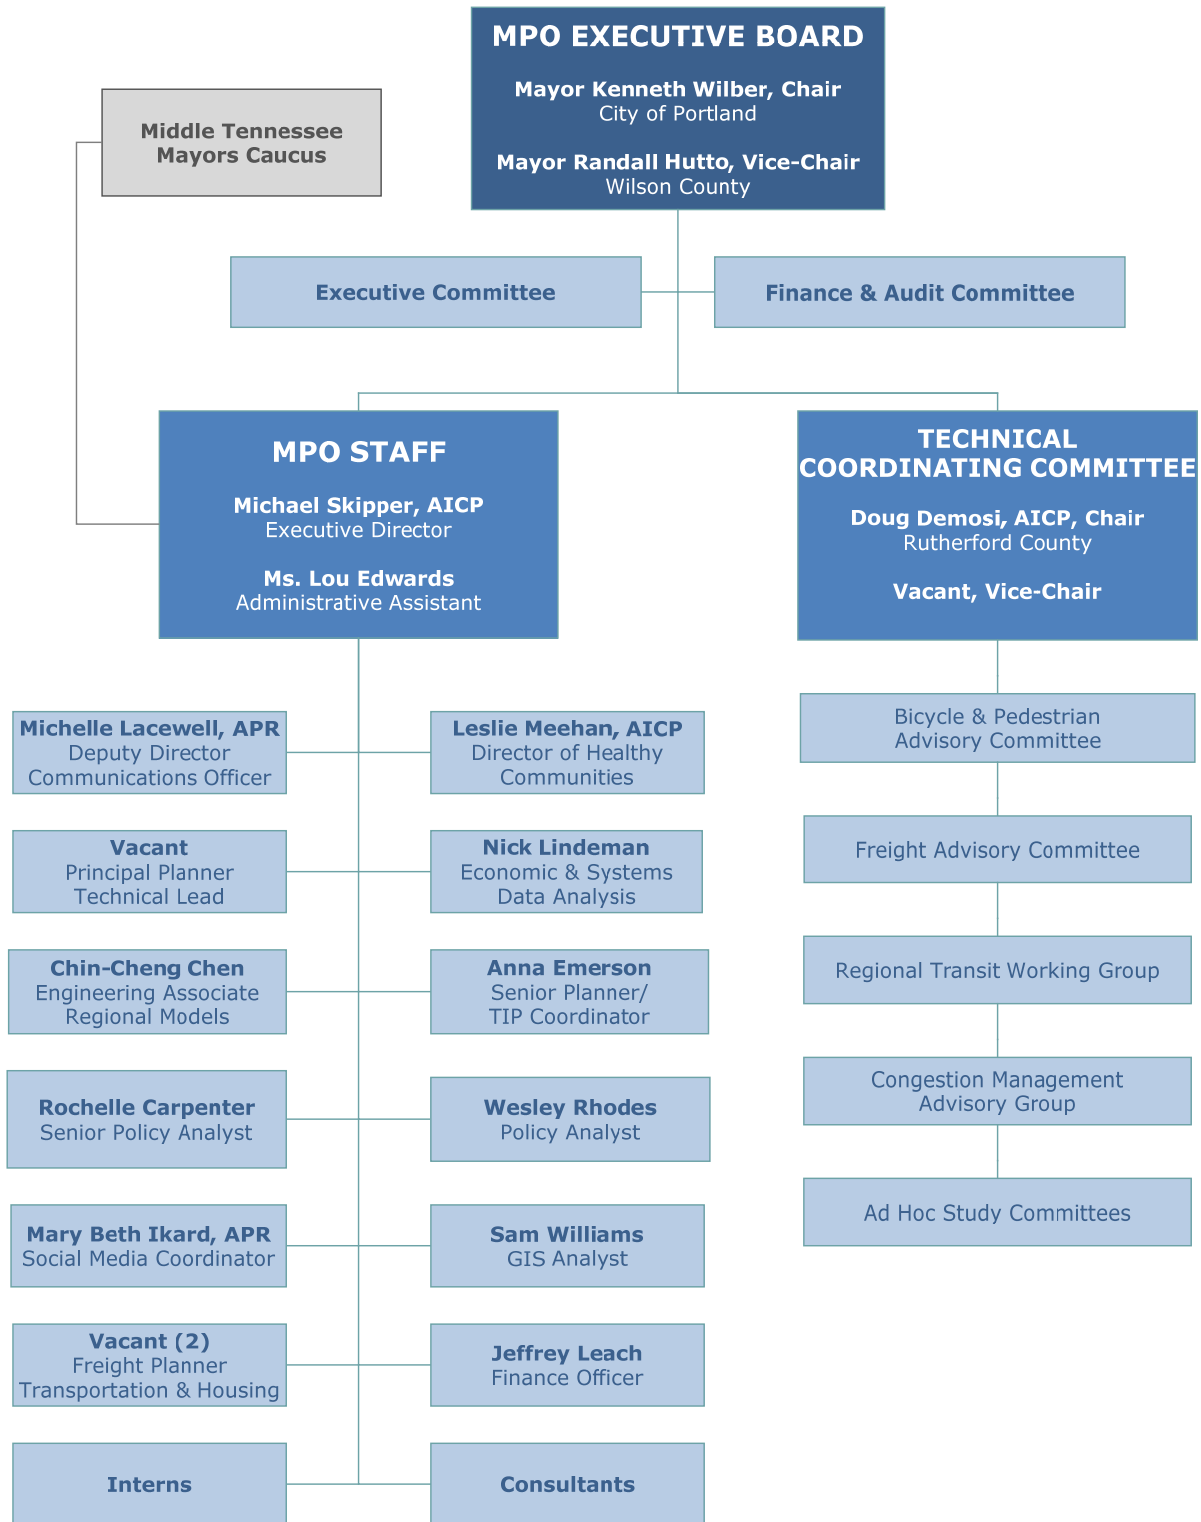 MPO EXECUTIVE BOARD
Mayor Kenneth Wilber, Chair
City of Portland
Mayor Randall Hutto, Vice-Chair
Wilson County
Middle Tennessee
Mayors Caucus
Executive Committee
Finance & Audit Committee
MPO STAFF
Michael Skipper, AICP
Executive Director
Ms. Lou Edwards
Administrative Assistant
TECHNICAL
COORDINATING COMMITTEE
Doug Demosi, AICP, Chair
Rutherford County
Vacant, Vice-Chair
Michelle Lacewell, APR
Deputy Director
Communications Officer
Leslie Meehan, AICP
Director of Healthy
Communities
Vacant
Principal Planner
Technical Lead
Nick Lindeman
Economic & Systems
Data Analysis
Chin-Cheng Chen
Engineering Associate
Regional Models
Anna Emerson
Senior Planner/
TIP Coordinator
Rochelle Carpenter
Senior Policy Analyst
Wesley Rhodes
Policy Analyst
Mary Beth Ikard, APR
Social Media Coordinator
Sam Williams
GIS Analyst
Vacant (2)
Freight Planner
Transportation & Housing
Jeffrey Leach
Finance Officer
Interns
Consultants
Bicycle & Pedestrian
Advisory Committee
Freight Advisory Committee
Regional Transit Working Group
Congestion Management
Advisory Group
Ad Hoc Study Committees